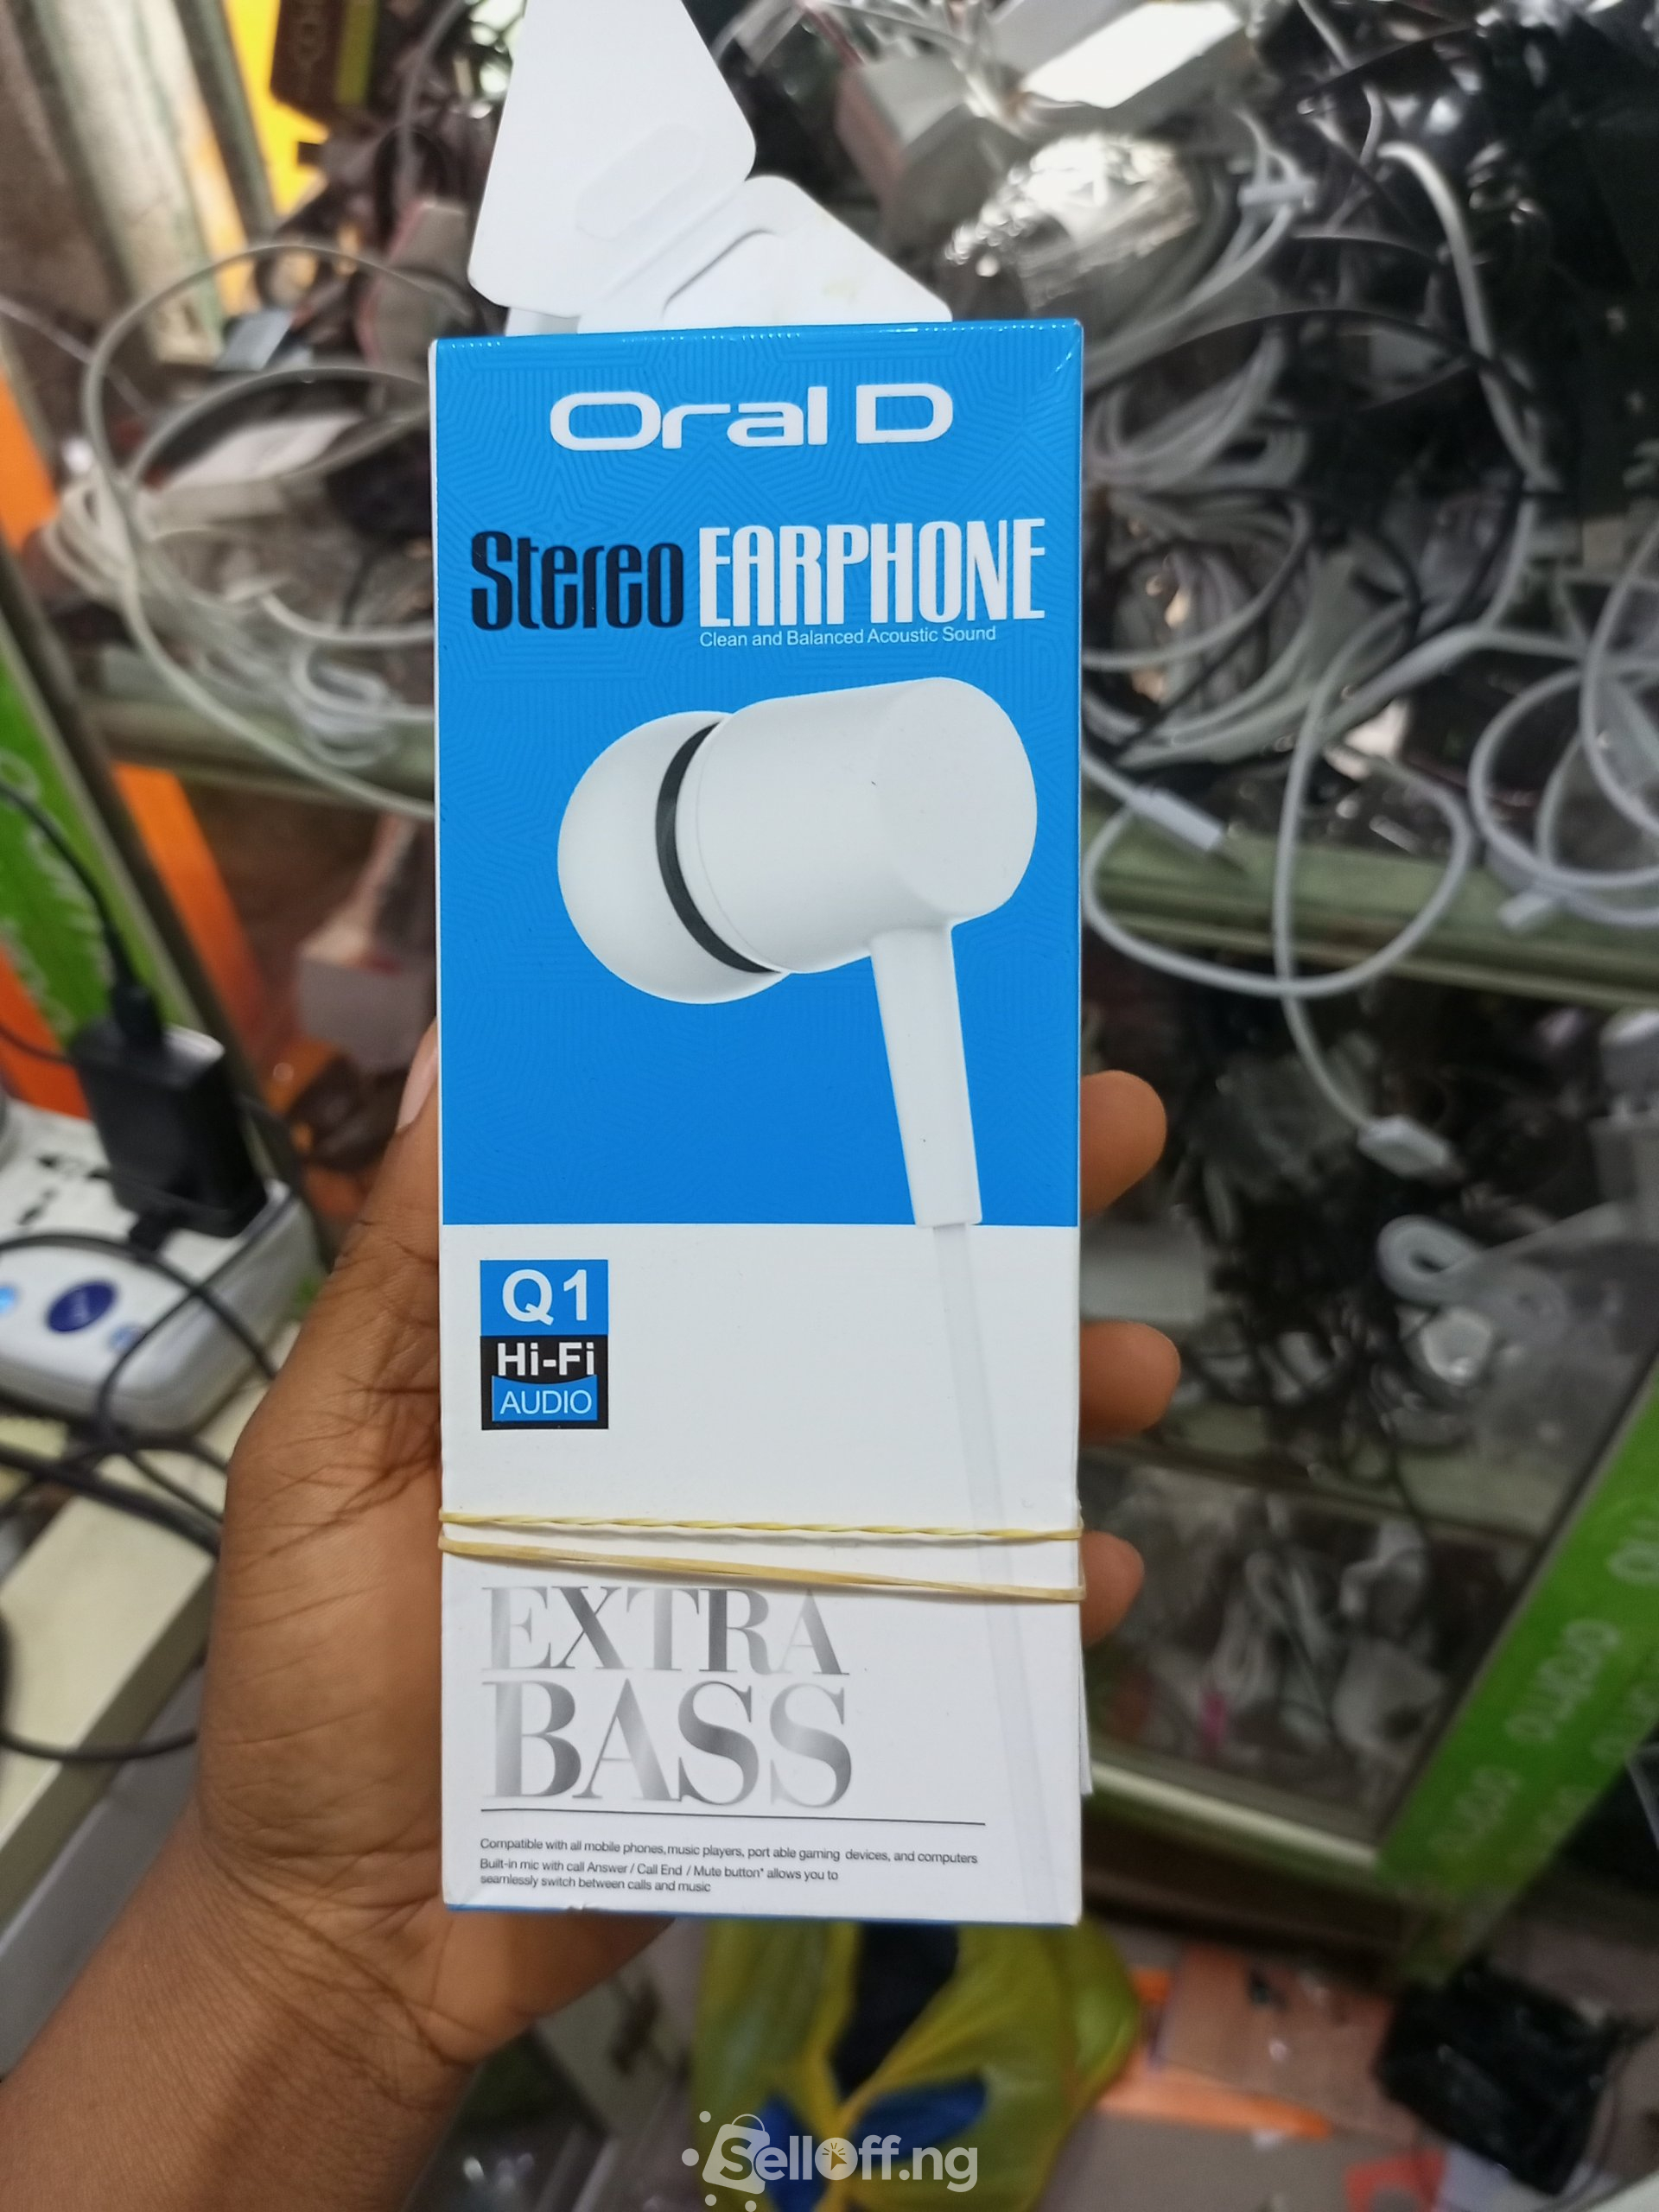 Oral D
Stereo EARPHONE
Clean and Balanced Acoustic Sound
Q1
Hi-Fi
AUDIO
EXTRA
BASS
Compatible with all mobile phones, music players, port able gaming devices, and computers
Built-in mic with call Answer / Call End / Mute button* allows you to
seamlessly switch between calls and music
SellOff.ng